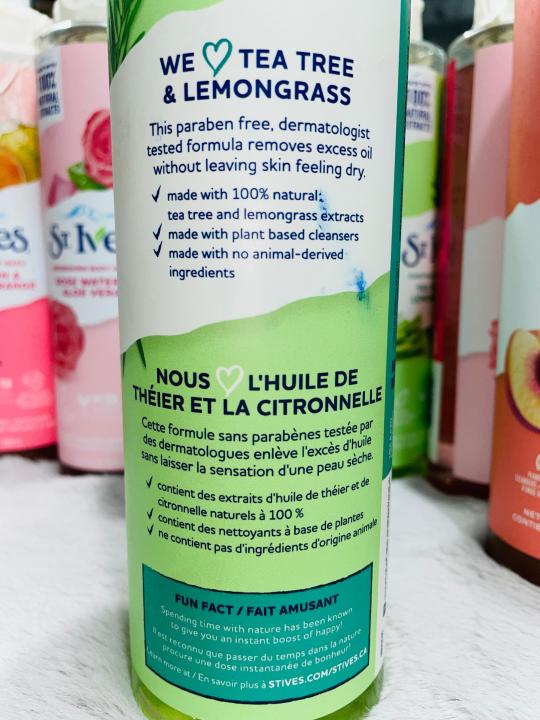 WE ♡ TEA TREE
& LEMONGRASS
This paraben free, dermatologist
tested formula removes excess oil
without leaving skin feeling dry.
✓ made with 100% natural:
tea tree and lemongrass extracts
✓ made with plant based cleansers
✓ made with no animal-derived
ingredients
NOUS ♡ L'HUILE DE
THÉIER ET LA CITRONNELLE
Cette formule sans parabènes testée par
des dermatologues enlève l'excès d'huile
sans laisser la sensation d'une peau sèche.
✓ contient des extraits d'huile de théier et de
citronnelle naturels à 100 %
✓ contient des nettoyants à base de plantes
✓ ne contient pas d'ingrédients d'origine animale
FUN FACT / FAIT AMUSANT
Spending time with nature has been known
to give you an instant boost of happy!
Il est reconnu que passer du temps dans la nature
procure une dose instantanée de bonheur!
Learn more at / En savoir plus à STIVES.COM/STIVES.CA
ROSE WATER
ALOE VERA